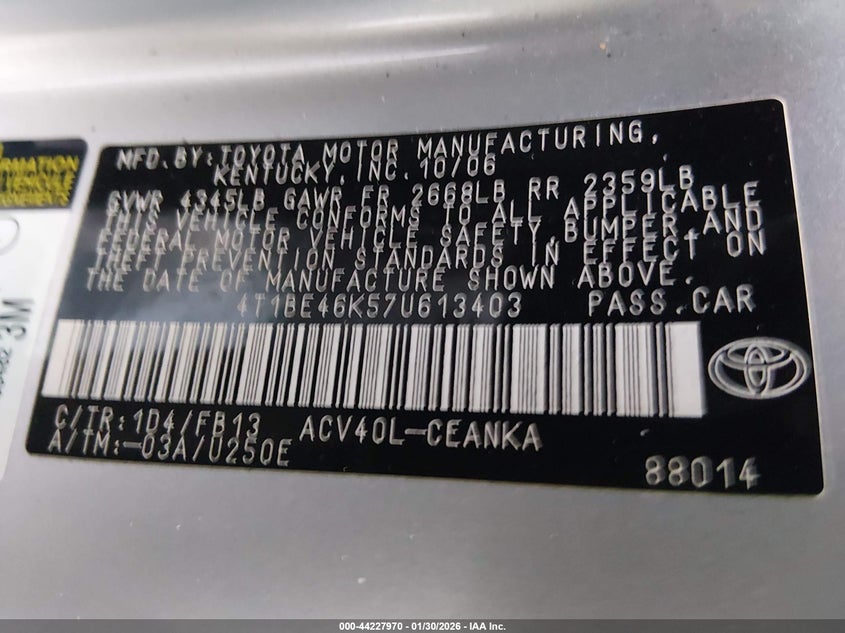 MFD. BY: TOYOTA MOTOR MANUFACTURING,
KENTUCKY, INC. 10/06
GVWR 4345LB GAWR FR 2668LB RR 2359LB
THIS VEHICLE CONFORMS TO ALL APPLICABLE
FEDERAL MOTOR VEHICLE SAFETY, BUMPER, AND
THEFT PREVENTION STANDARDS IN EFFECT ON
THE DATE OF MANUFACTURE SHOWN ABOVE.
4T1BE46K57U613403 PASS. CAR
C/TR: 1D4/FB13 ACV40L-CEANKA
A/TM: -03A/U250E
88014
3M
000-44227970 - 01/30/2026 - IAA Inc.